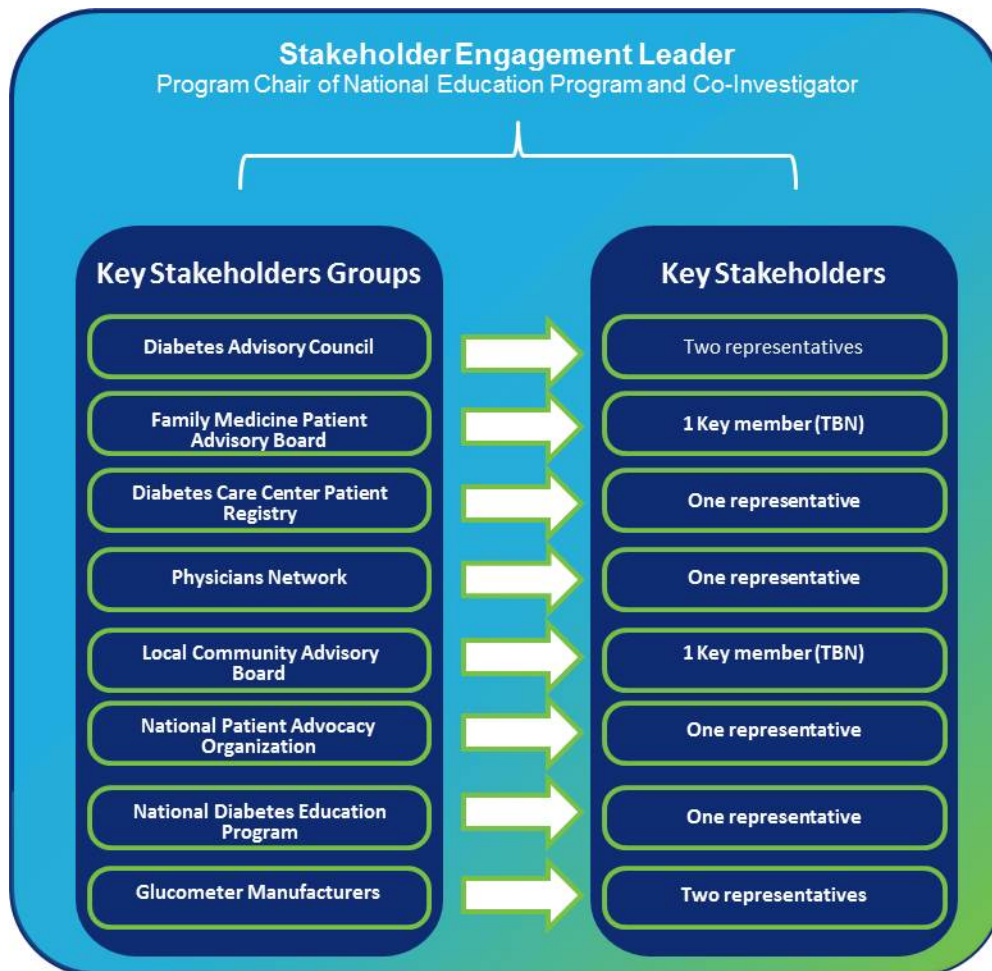 Stakeholder Engagement Leader
Program Chair of National Education Program and Co-Investigator
Key Stakeholders Groups
Key Stakeholders
Diabetes Advisory Council
Two representatives
Family Medicine Patient
Advisory Board
1 Key member (TBN)
Diabetes Care Center Patient
Registry
One representative
Physicians Network
One representative
Local Community Advisory
Board
1 Key member (TBN)
National Patient Advocacy
Organization
One representative
National Diabetes Education
Program
One representative
Glucometer Manufacturers
Two representatives